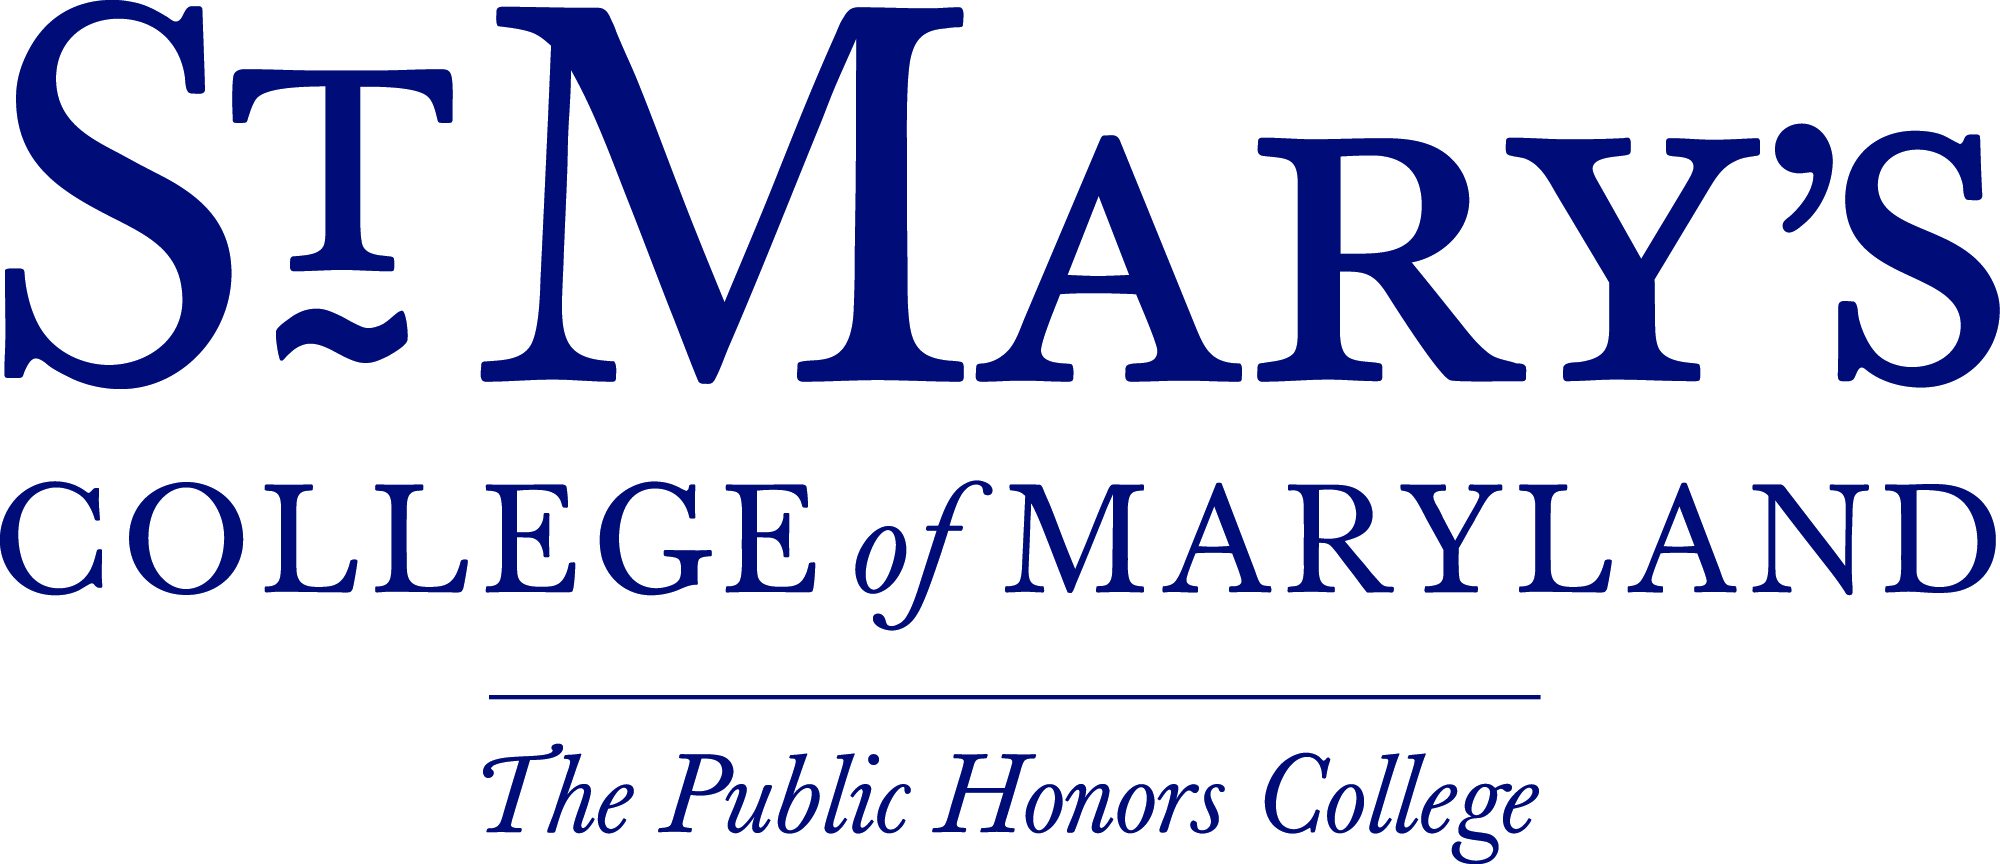 ST MARY’S
COLLEGE of MARYLAND
The Public Honors College